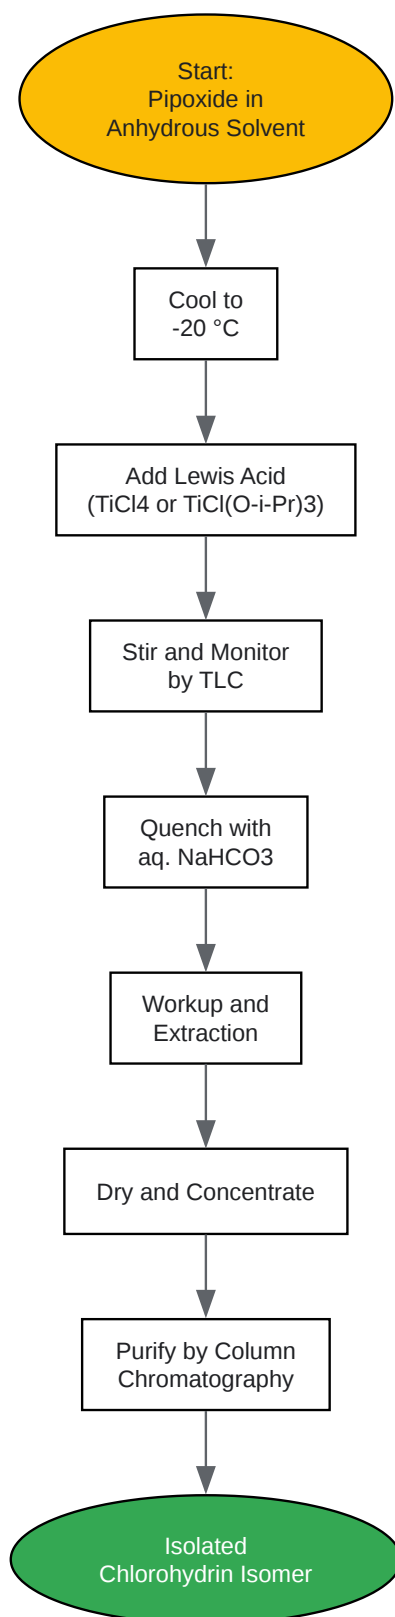 Start:
Pipoxide in
Anhydrous Solvent
Cool to
-20 °C
Add Lewis Acid
(TiCl4 or TiCl(O-i-Pr)3)
Stir and Monitor
by TLC
Quench with
aq. NaHCO3
Workup and
Extraction
Dry and Concentrate
Purify by Column
Chromatography
Isolated
Chlorohydrin Isomer